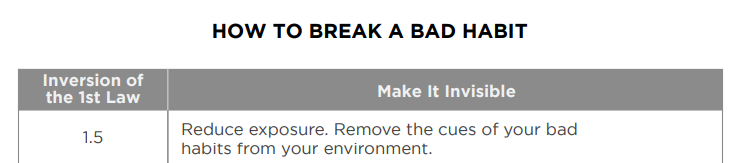 HOW TO BREAK A BAD HABIT
Inversion of
the 1st Law
Make It Invisible
1.5
Reduce exposure. Remove the cues of your bad
habits from your environment.